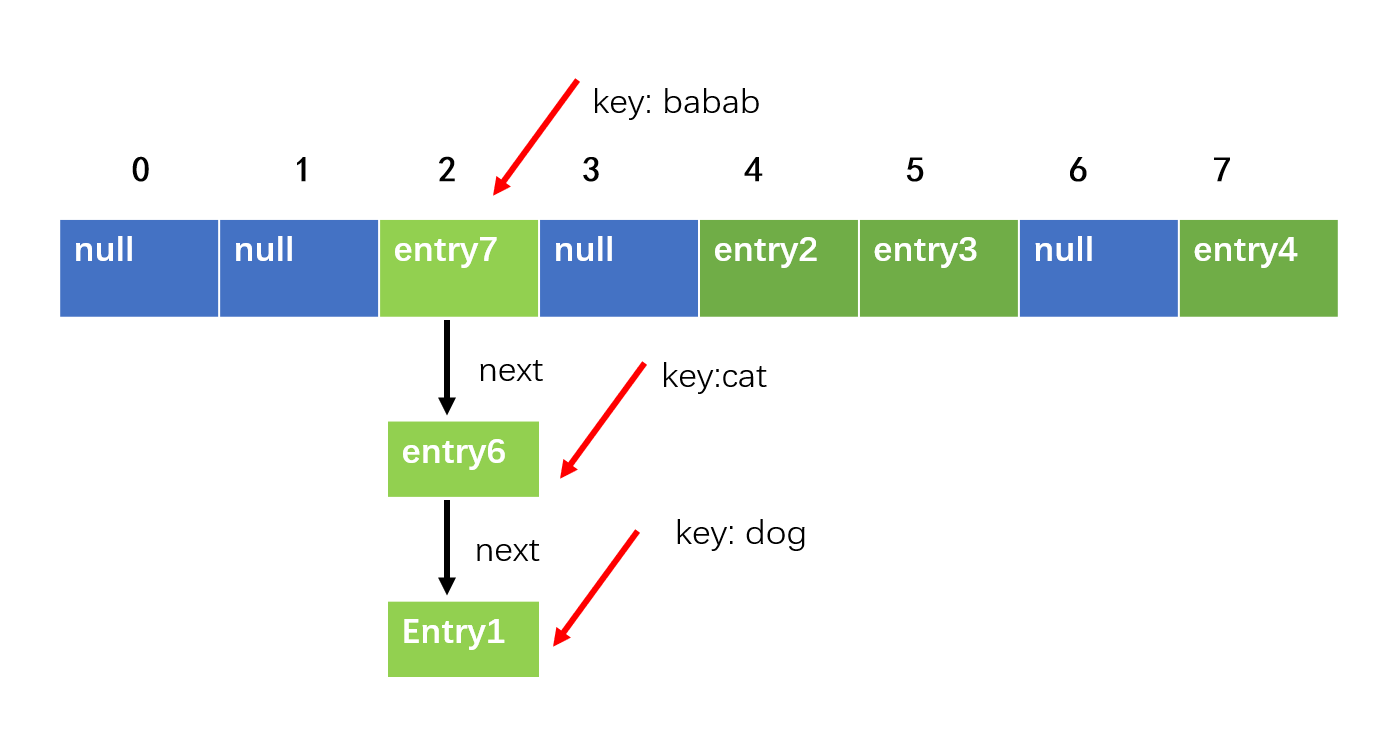 key: babab
0 1 2 3 4 5 6 7
null null entry7 null entry2 entry3 null entry4
next
key:cat
entry6
key: dog
next
Entry1